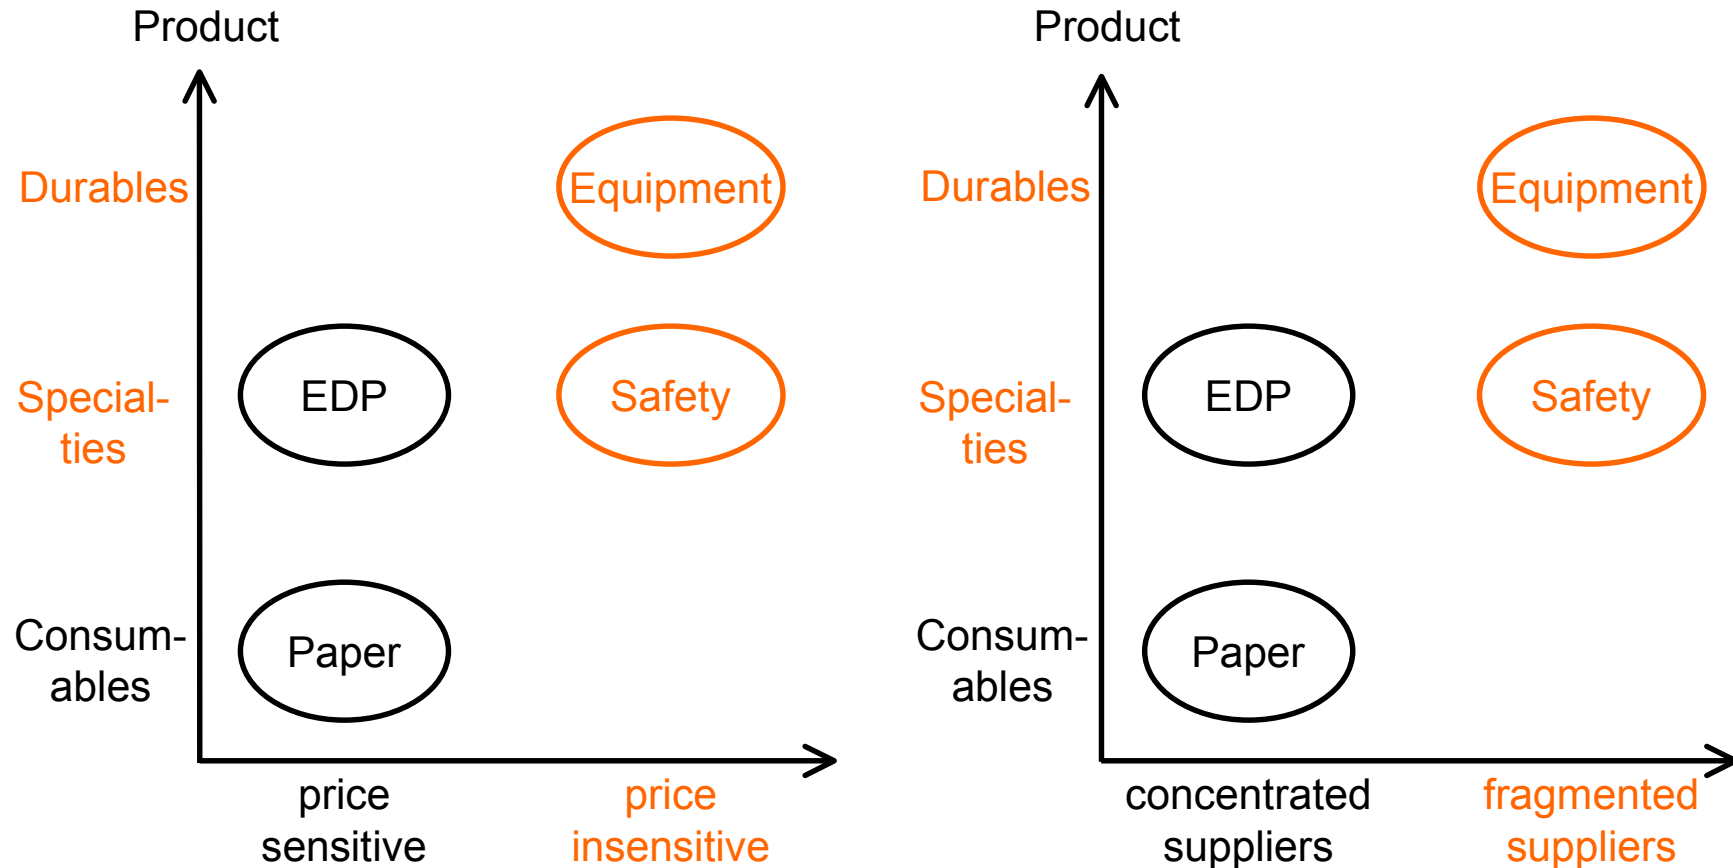 Product
Durables
Equipment
Special-
ties
EDP
Safety
Consum-
ables
Paper
price
sensitive
price
insensitive
Product
Durables
Equipment
Special-
ties
EDP
Safety
Consum-
ables
Paper
concentrated
suppliers
fragmented
suppliers